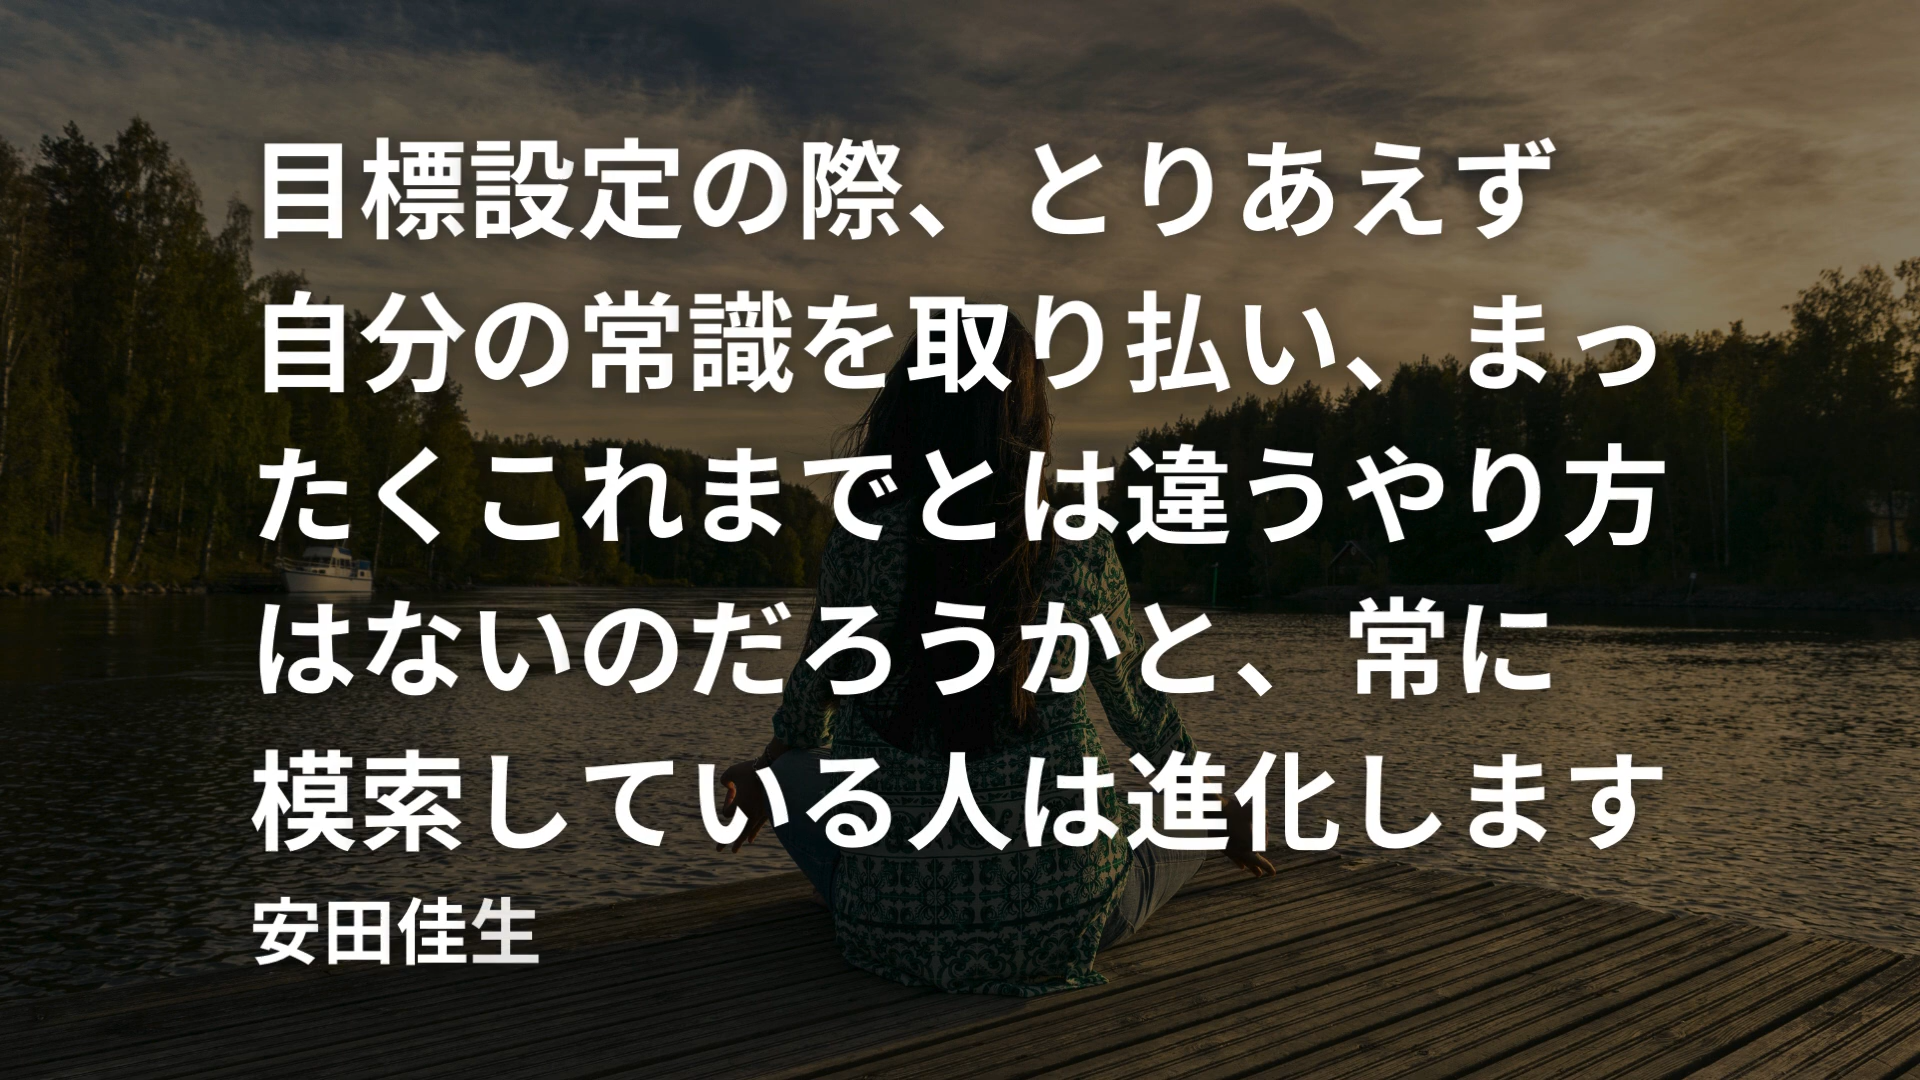 目標設定の際、とりあえず
自分の常識を取り払い、まっ
たくこれまでとは違うやり方
はないのだろうかと、常に
模索している人は進化します
安田佳生